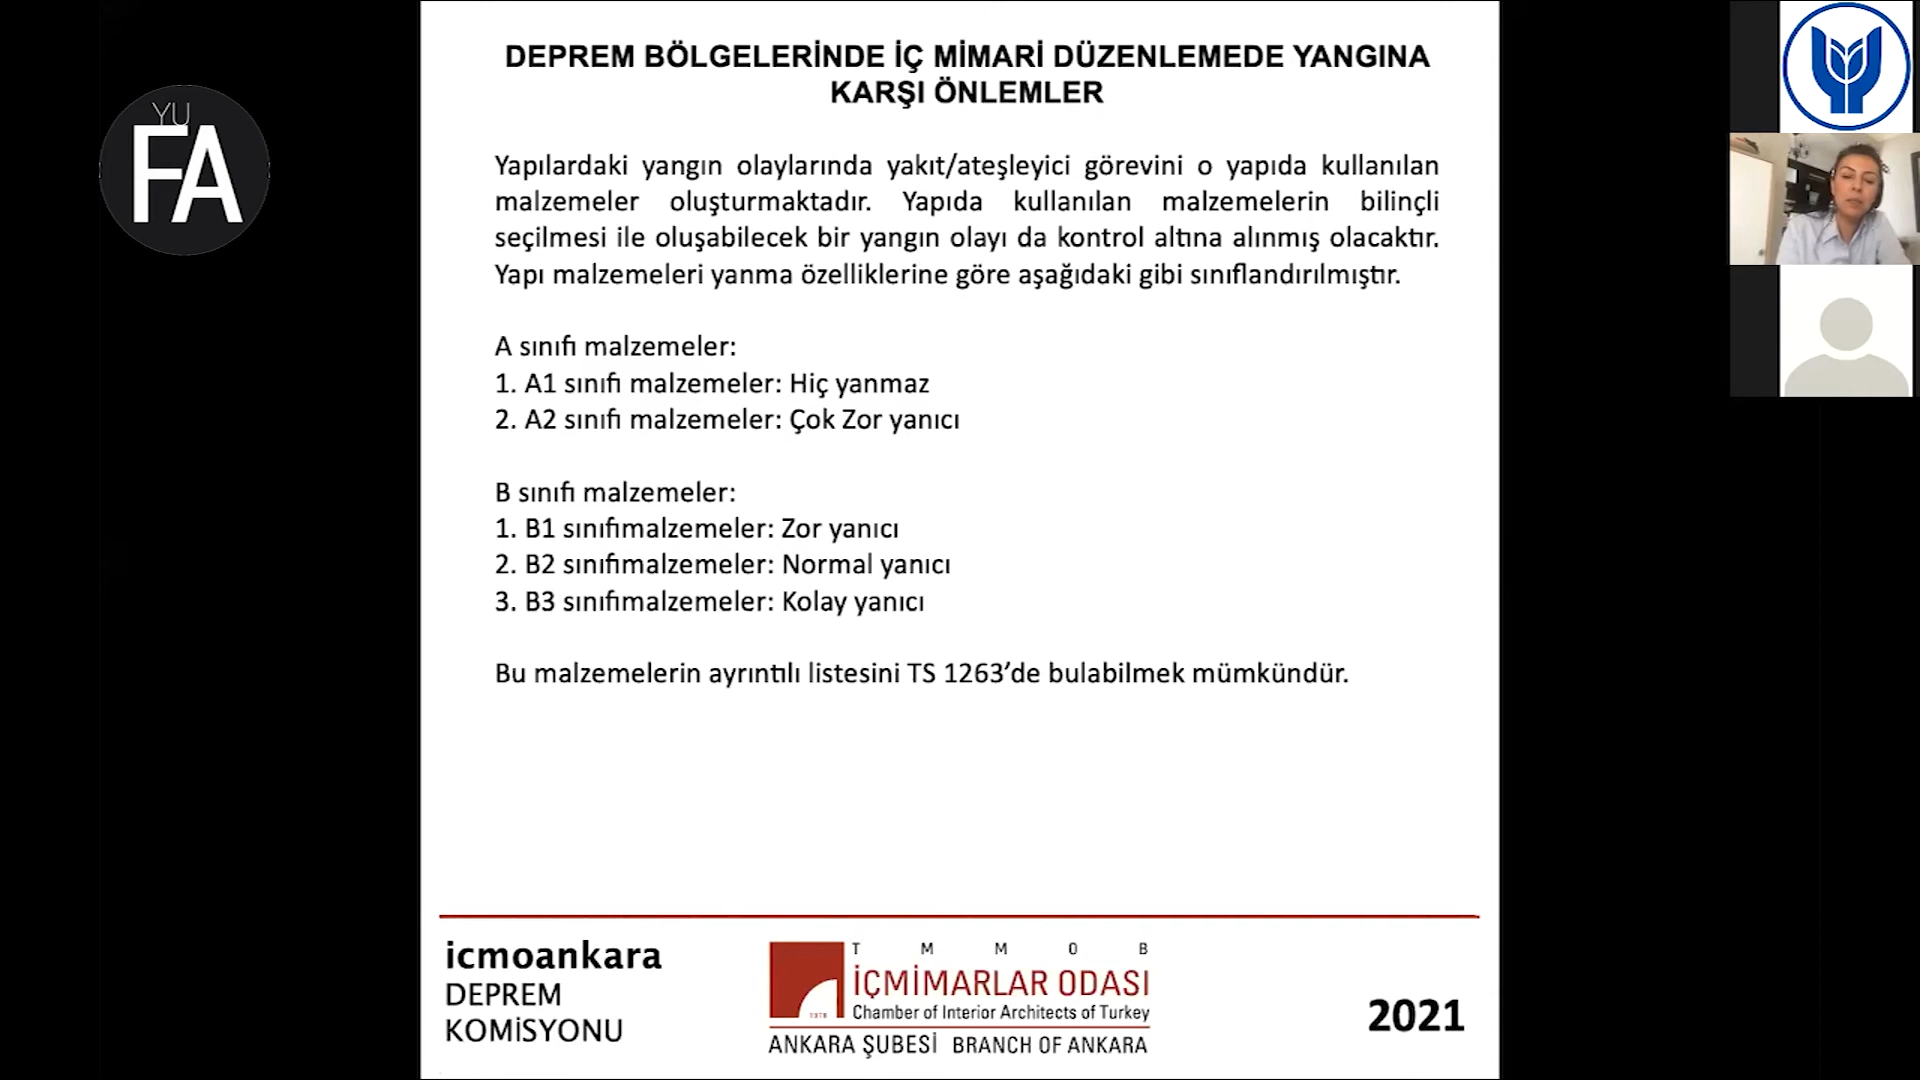 DEPREM BÖLGELERİNDE İÇ MİMARİ DÜZENLEMEDE YANGINA
KARŞI ÖNLEMLER
YU
FA
Yapılardaki yangın olaylarında yakıt/ateşleyici görevini o yapıda kullanılan
malzemeler oluşturmaktadır. Yapıda kullanılan malzemelerin bilinçli
seçilmesi ile oluşabilecek bir yangın olayı da kontrol altına alınmış olacaktır.
Yapı malzemeleri yanma özelliklerine göre aşağıdaki gibi sınıflandırılmıştır.
A sınıfı malzemeler:
1. A1 sınıfı malzemeler: Hiç yanmaz
2. A2 sınıfı malzemeler: Çok Zor yanıcı
B sınıfı malzemeler:
1. B1 sınıfımalzemeler: Zor yanıcı
2. B2 sınıfımalzemeler: Normal yanıcı
3. B3 sınıfımalzemeler: Kolay yanıcı
Bu malzemelerin ayrıntılı listesini TS 1263’de bulabilmek mümkündür.
icmoankara
DEPREM
KOMİSYONU
T M M O B
İÇMİMARLAR ODASI
1976
Chamber of Interior Architects of Turkey
ANKARA ŞUBESİ BRANCH OF ANKARA
2021